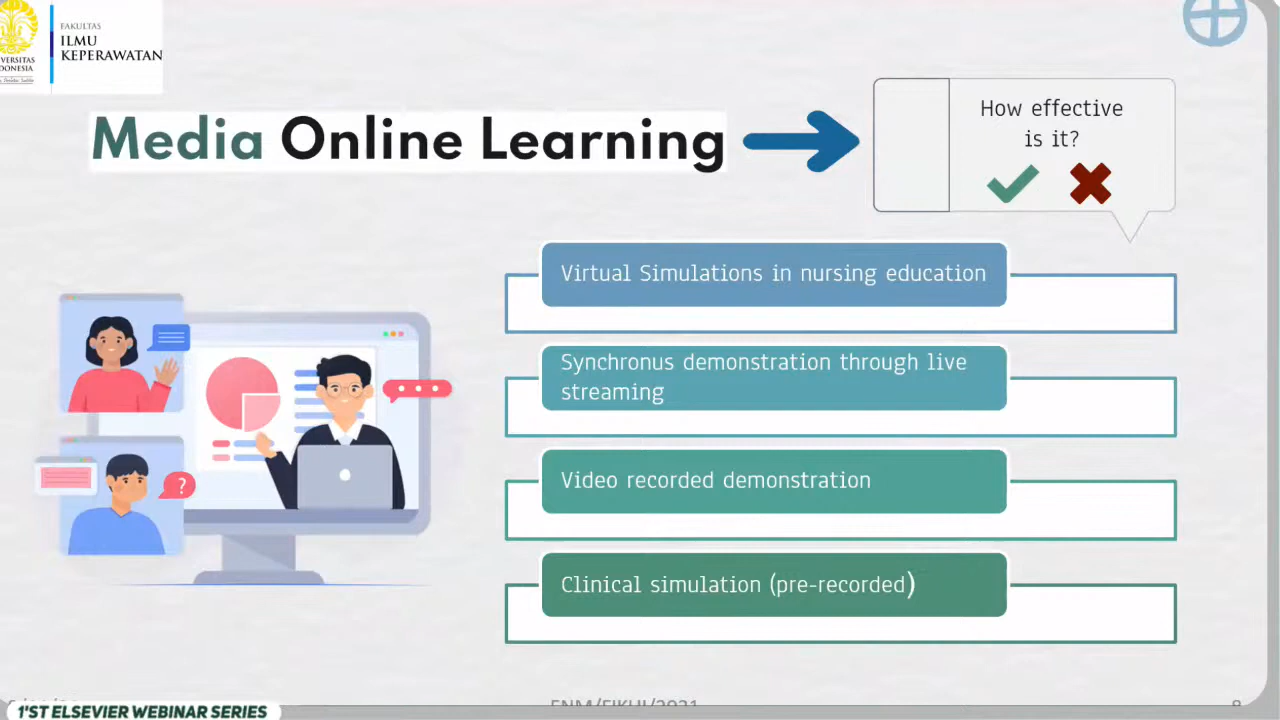 FAKULTAS
ILMU
KEPERAWATAN
Media Online Learning
How effective
is it?
Virtual Simulations in nursing education
Synchronus demonstration through live
streaming
Video recorded demonstration
Clinical simulation (pre-recorded)
?
1'ST ELSEVIER WEBINAR SERIES